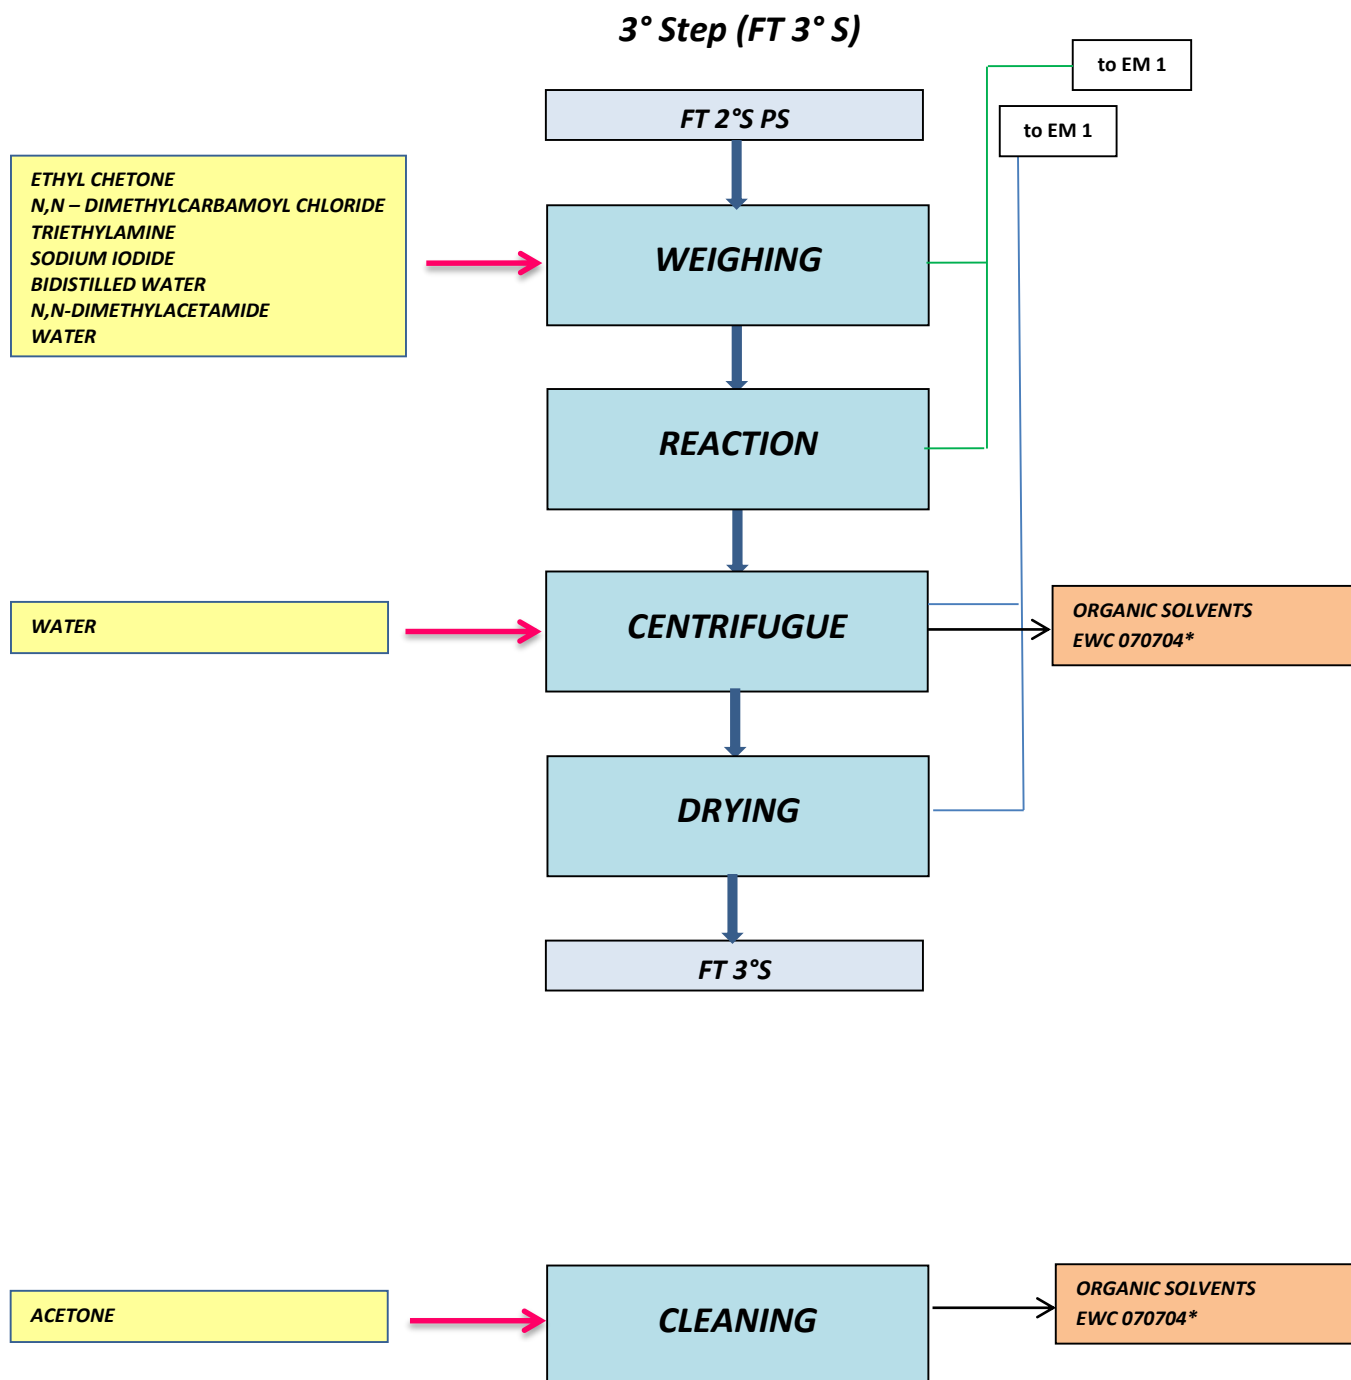 3° Step (FT 3° S)
to EM 1
FT 2°S PS
to EM 1
ETHYL CHETONE
N,N – DIMETHYLCARBAMOYL CHLORIDE
TRIETHYLAMINE
SODIUM IODIDE
BIDISTILLED WATER
N,N-DIMETHYLACETAMIDE
WATER
WEIGHING
REACTION
WATER
CENTRIFUGUE
ORGANIC SOLVENTS
EWC 070704*
DRYING
FT 3°S
ACETONE
CLEANING
ORGANIC SOLVENTS
EWC 070704*